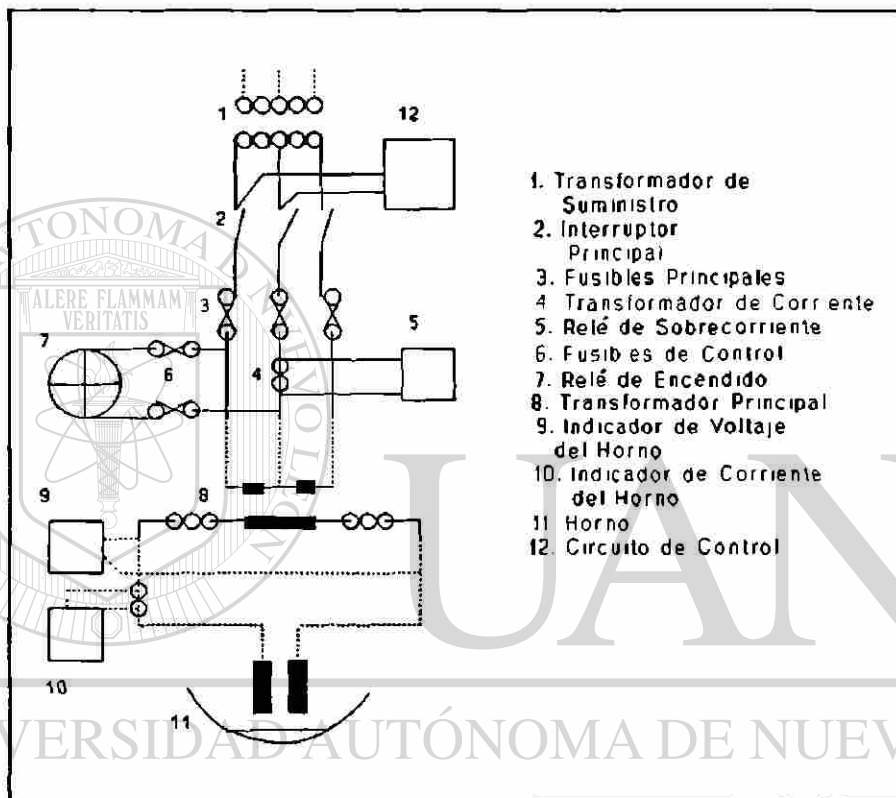 1
12
2
3
7
6
4
5
9
8
10
11
1. Transformador de
Suministro
2. Interruptor
Principal
3. Fusibles Principales
4 Transformador de Corriente
5. Relé de Sobrecorriente
6. Fusibles de Control
7. Relé de Encendido
8. Transformador Principal
9. Indicador de Voltaje
del Horno
10. Indicador de Corriente
del Horno
11 Horno
12. Circuito de Control
TONOMA
ALERE FLAMMAM
VERITATIS
NUEVO LEON
UAN
VERSIDAD AUTÓNOMA DE NUEV